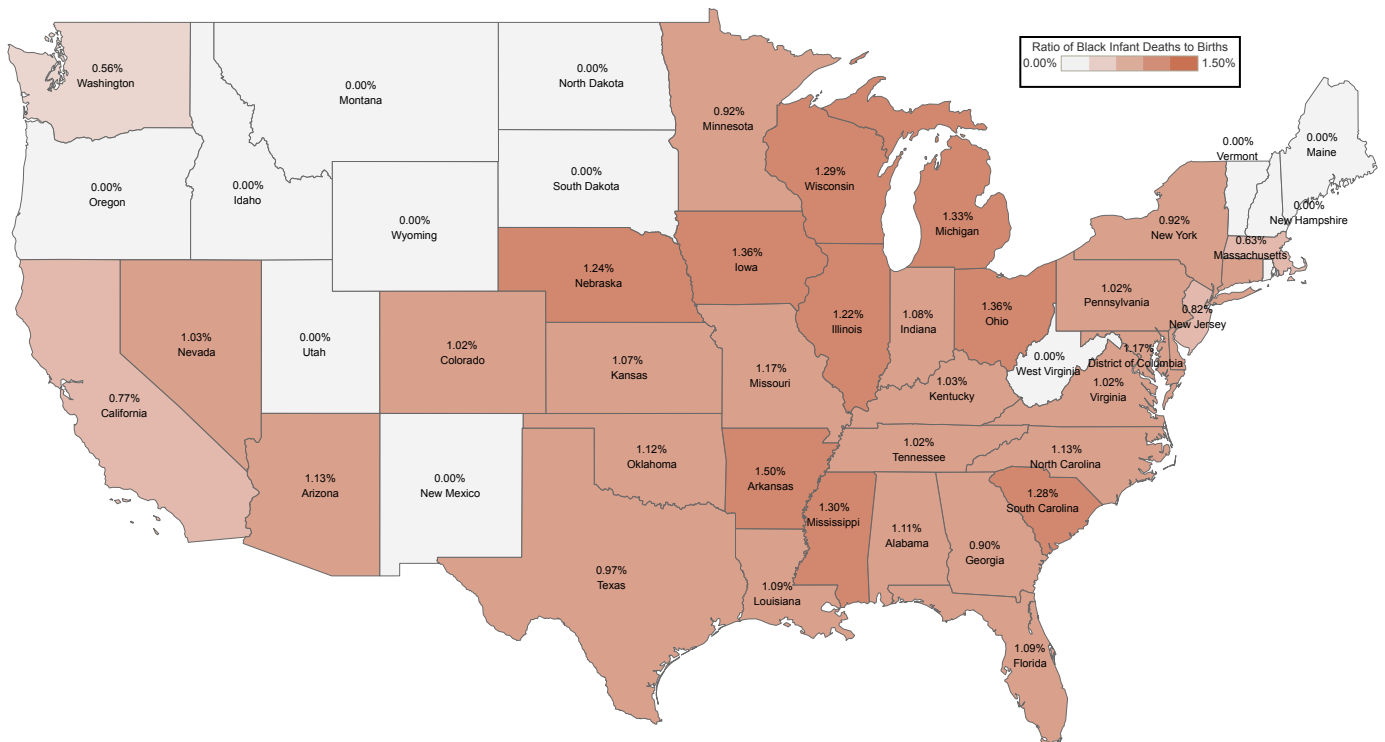 Ratio of Black Infant Deaths to Births
0.00% 1.50%
0.56%
Washington
0.00%
Montana
0.00%
North Dakota
0.92%
Minnesota
0.00%
Vermont
0.00%
Maine
0.00%
Oregon
0.00%
Idaho
0.00%
South Dakota
1.29%
Wisconsin
0.00%
New Hampshire
0.00%
Wyoming
1.33%
Michigan
0.92%
New York
0.63%
Massachusetts
1.24%
Nebraska
1.36%
Iowa
1.02%
Pennsylvania
0.82%
New Jersey
1.03%
Nevada
0.00%
Utah
1.02%
Colorado
1.22%
Illinois
1.08%
Indiana
1.36%
Ohio
0.00%
West Virginia
1.17%
District of Columbia
1.07%
Kansas
1.17%
Missouri
1.03%
Kentucky
1.02%
Virginia
0.77%
California
1.13%
Arizona
0.00%
New Mexico
1.12%
Oklahoma
1.50%
Arkansas
1.02%
Tennessee
1.13%
North Carolina
1.30%
Mississippi
1.11%
Alabama
0.90%
Georgia
1.28%
South Carolina
0.97%
Texas
1.09%
Louisiana
1.09%
Florida